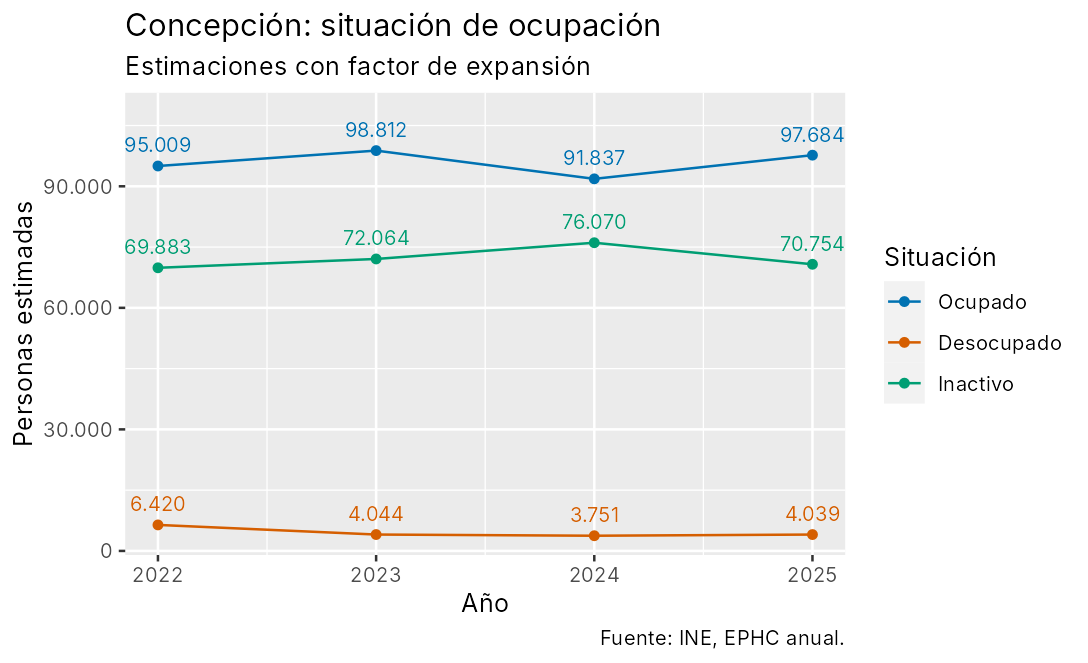 Concepción: situación de ocupación
Estimaciones con factor de expansión
Personas estimadas
90.000
60.000
30.000
0
95.009
98.812
91.837
97.684
69.883
72.064
76.070
70.754
6.420
4.044
3.751
4.039
2022
2023
2024
2025
Año
Situación
Ocupado
Desocupado
Inactivo
Fuente: INE, EPHC anual.